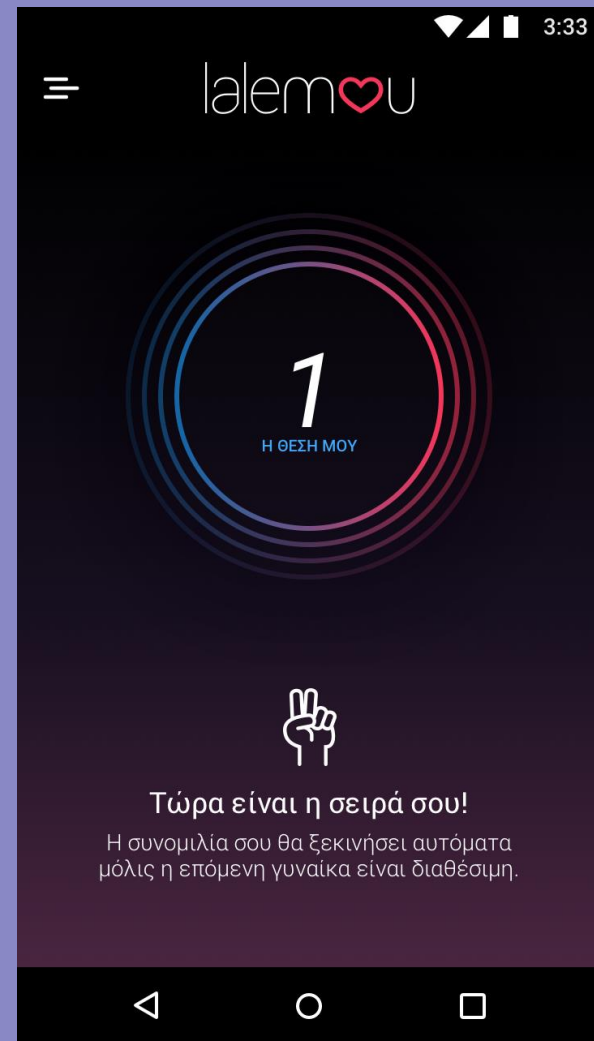 3:33
lalemou
1
Η ΘΕΣΗ ΜΟΥ
Τώρα είναι η σειρά σου!
Η συνομιλία σου θα ξεκινήσει αυτόματα
μόλις η επόμενη γυναίκα είναι διαθέσιμη.